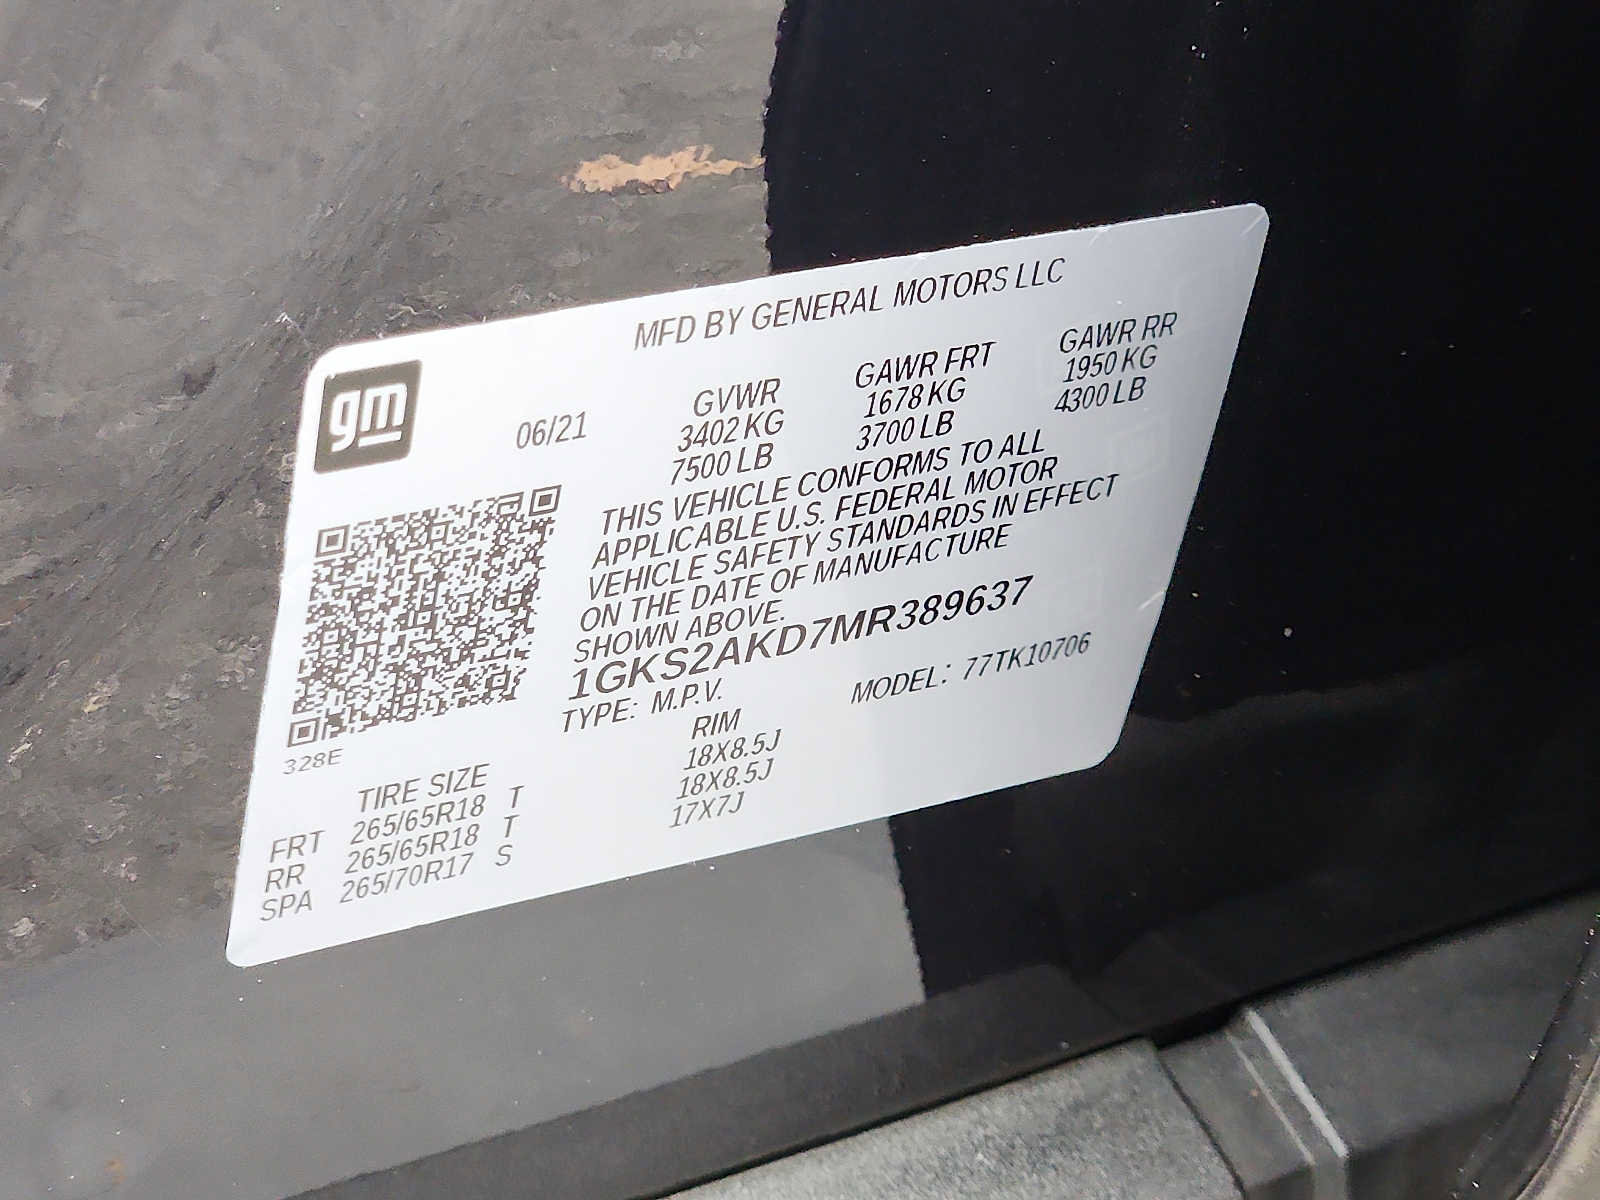 MFD BY GENERAL MOTORS LLC
gm
06/21
GVWR GAWR FRT GAWR RR
3402 KG 1678 KG 1950 KG
7500 LB 3700 LB 4300 LB
THIS VEHICLE CONFORMS TO ALL
APPLICABLE U.S. FEDERAL MOTOR
VEHICLE SAFETY STANDARDS IN EFFECT
ON THE DATE OF MANUFACTURE
SHOWN ABOVE.
1GKS2AKD7MR389637
TYPE: M.P.V. MODEL: 77TK10706
328E
TIRE SIZE RIM
FRT 265/65R18 T 18X8.5J
RR 265/65R18 T 18X8.5J
SPA 265/70R17 S 17X7J